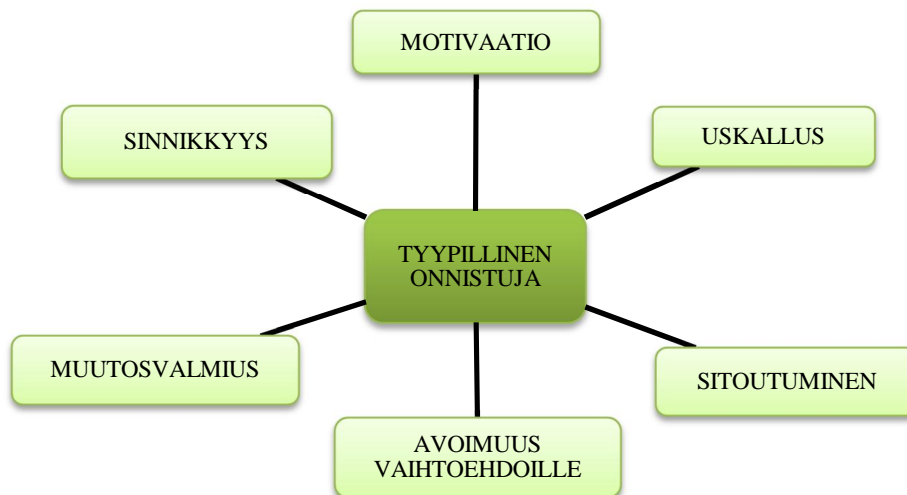 MOTIVAATIO
SINNIKKYYS
USKALLUS
TYYPILLINEN
ONNISTUJA
MUUTOSVALMIUS
SITOUTUMINEN
AVOIMUUS
VAIHTOEHDOILLE